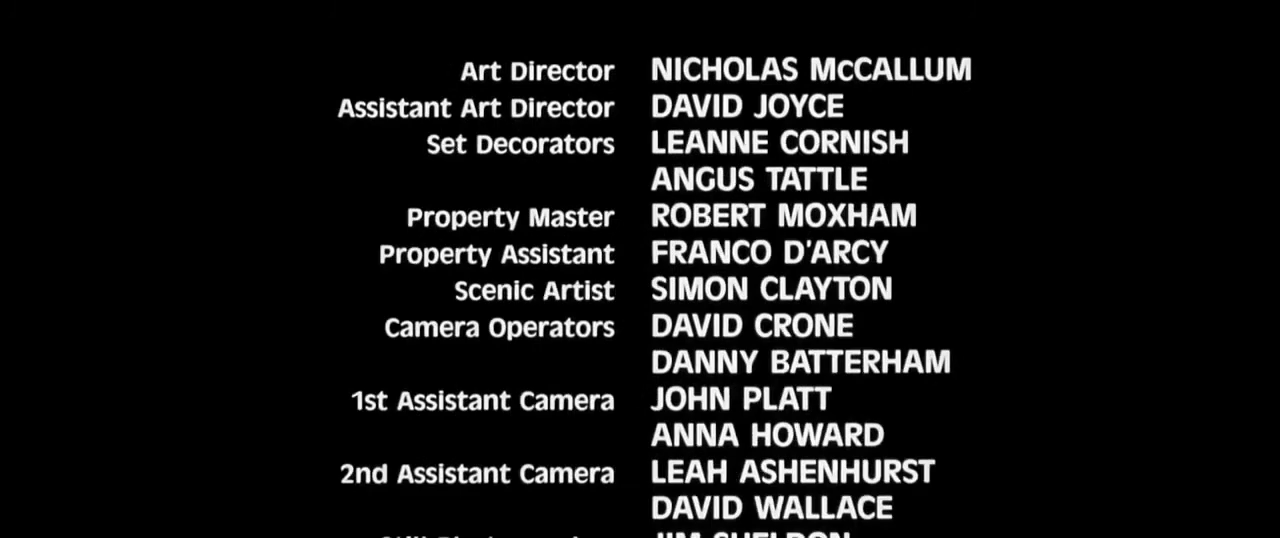 Art Director NICHOLAS McCALLUM
Assistant Art Director DAVID JOYCE
Set Decorators LEANNE CORNISH
ANGUS TATTLE
Property Master ROBERT MOXHAM
Property Assistant FRANCO D'ARCY
Scenic Artist SIMON CLAYTON
Camera Operators DAVID CRONE
DANNY BATTERHAM
1st Assistant Camera JOHN PLATT
ANNA HOWARD
2nd Assistant Camera LEAH ASHENHURST
DAVID WALLACE
JIM SHELDON